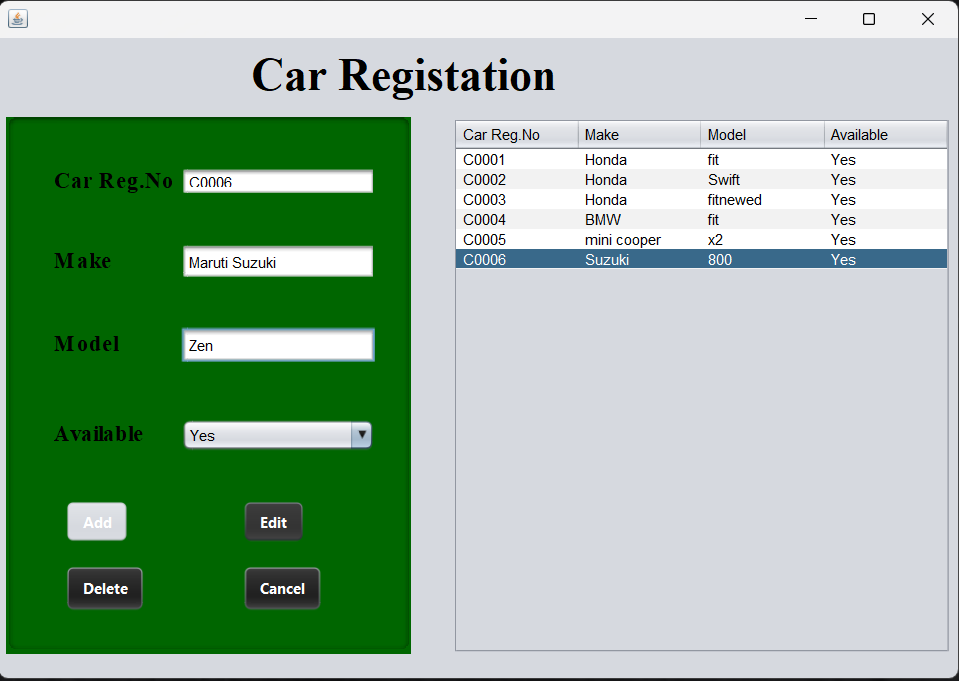 Car Registation
Car Reg.No C0006
Make Maruti Suzuki
Model Zen
Available Yes
Add Edit
Delete Cancel
Car Reg.No Make Model Available
C0001 Honda fit Yes
C0002 Honda Swift Yes
C0003 Honda fitnewed Yes
C0004 BMW fit Yes
C0005 mini cooper x2 Yes
C0006 Suzuki 800 Yes